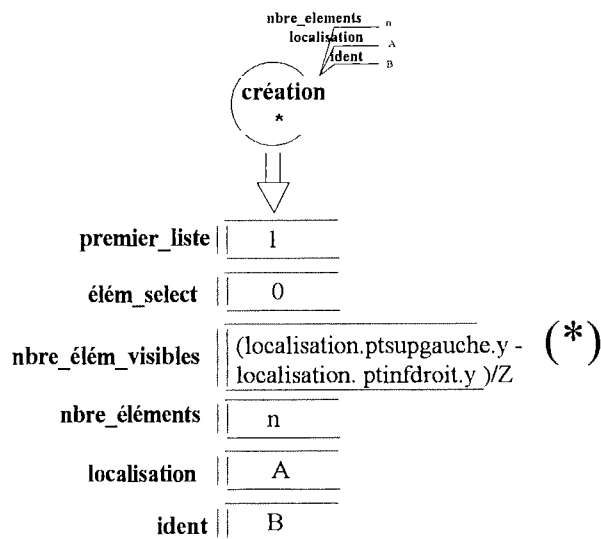 nbre_elements n
localisation A
ident B
création
*
premier_liste 1
élém_select 0
nbre_élém_visibles (localisation.ptsupgauche.y - (*)
localisation. ptinfdroit.y )/Z
nbre_éléments n
localisation A
ident B